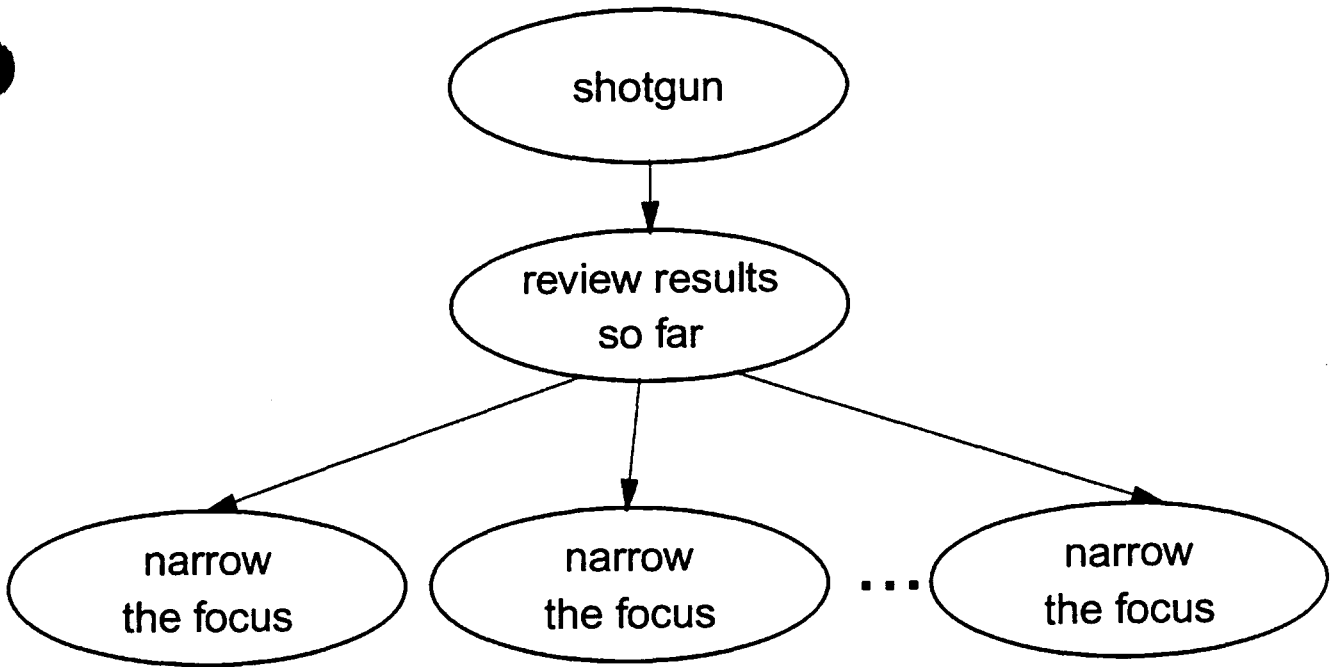 shotgun
review results
so far
narrow
the focus
narrow
the focus
...
narrow
the focus